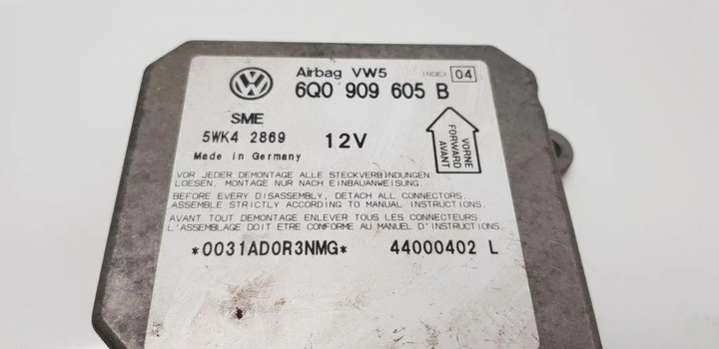 Airbag VW5 INDEX 04
6Q0 909 605 B
SME
5WK4 2869 12V
Made in Germany
VORNE
FORWARD
AVANT
VOR JEDER DEMONTAGE ALLE STECKVERBINDUNGEN
LOESEN, MONTAGE NUR NACH EINBAUANWEISUNG.
BEFORE EVERY DISASSEMBLY, DETACH ALL CONNECTORS.
ASSEMBLE STRICTLY ACCORDING TO MANUAL INSTRUCTIONS.
AVANT TOUT DEMONTAGE ENLEVER TOUS LES CONNECTEURS.
L'ASSEMBLAGE DOIT ETRE CONFORME AU MANUEL D'INSTRUCTIONS.
*0031AD0R3NMG* 44000402 L